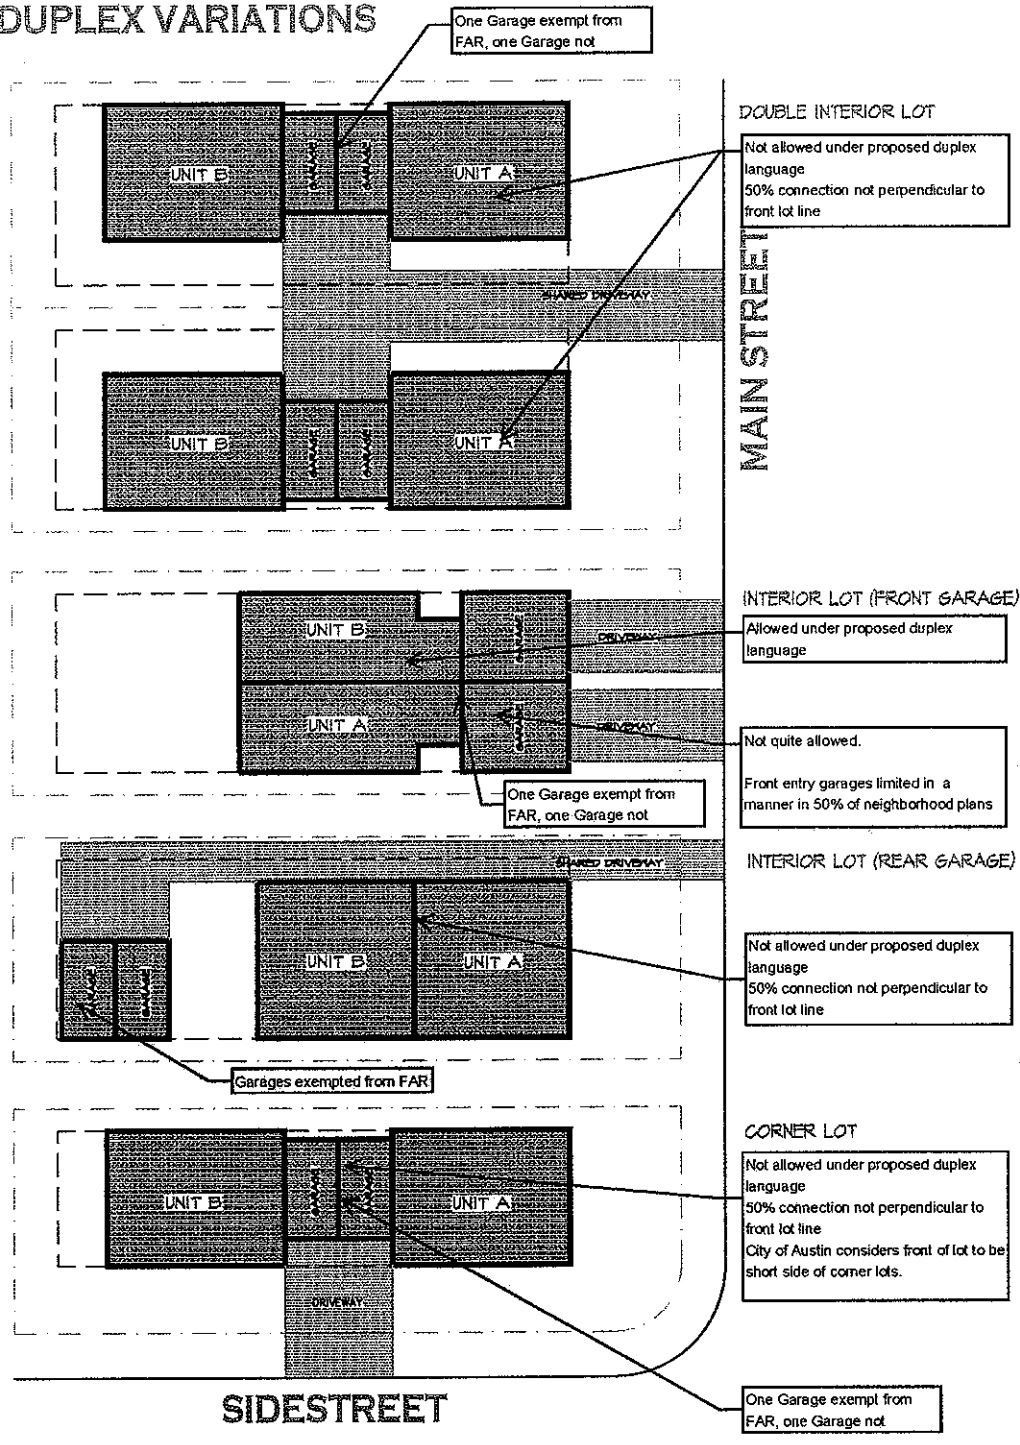 DUPLEX VARIATIONS
One Garage exempt from
FAR, one Garage not
DOUBLE INTERIOR LOT
Not allowed under proposed duplex
language
50% connection not perpendicular to
front lot line
UNIT B
GARAGE
GARAGE
UNIT A
SHARED DRIVEWAY
MAIN STREET
UNIT B
GARAGE
GARAGE
UNIT A
INTERIOR LOT (FRONT GARAGE)
Allowed under proposed duplex
language
UNIT B
GARAGE
DRIVEWAY
UNIT A
GARAGE
DRIVEWAY
Not quite allowed.
Front entry garages limited in a
manner in 50% of neighborhood plans
One Garage exempt from
FAR, one Garage not
SHARED DRIVEWAY
INTERIOR LOT (REAR GARAGE)
UNIT B
UNIT A
GARAGE
GARAGE
Not allowed under proposed duplex
language
50% connection not perpendicular to
front lot line
Garages exempted from FAR
CORNER LOT
Not allowed under proposed duplex
language
50% connection not perpendicular to
front lot line
City of Austin considers front of lot to be
short side of corner lots.
UNIT B
GARAGE
GARAGE
UNIT A
DRIVEWAY
One Garage exempt from
FAR, one Garage not
SIDESTREET